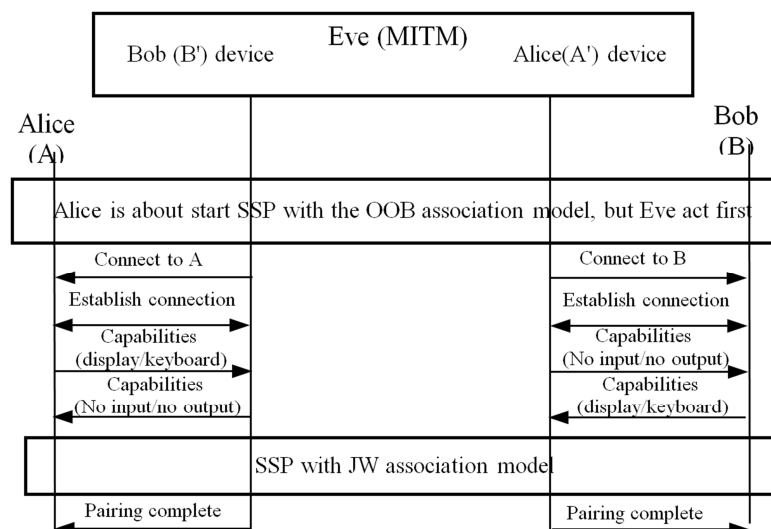 Eve (MITM)
Bob (B') device
Alice(A') device
Alice
(A)
Bob
(B)
Alice is about start SSP with the OOB association model, but Eve act first
Connect to A
Connect to B
Establish connection
Establish connection
Capabilities
(display/keyboard)
Capabilities
(No input/no output)
Capabilities
(No input/no output)
Capabilities
(display/keyboard)
SSP with JW association model
Pairing complete
Pairing complete